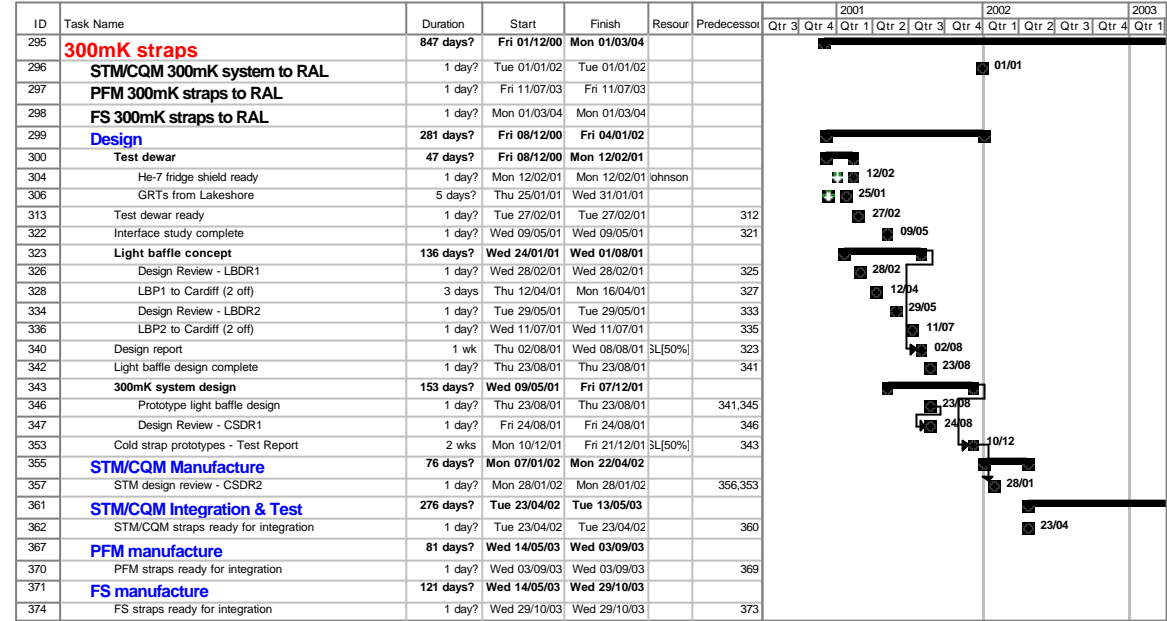 2001 2002 2003
ID Task Name Duration Start Finish Resour Predecessor Qtr 3 Qtr 4 Qtr 1 Qtr 2 Qtr 3 Qtr 4 Qtr 1 Qtr 2 Qtr 3 Qtr 4 Qtr 1
295 300mK straps 847 days? Fri 01/12/00 Mon 01/03/04
296 STM/CQM 300mK system to RAL 1 day? Tue 01/01/02 Tue 01/01/02 01/01
297 PFM 300mK straps to RAL 1 day? Fri 11/07/03 Fri 11/07/03
298 FS 300mK straps to RAL 1 day? Mon 01/03/04 Mon 01/03/04
299 Design 281 days? Fri 08/12/00 Fri 04/01/02
300 Test dewar 47 days? Fri 08/12/00 Mon 12/02/01
304 He-7 fridge shield ready 1 day? Mon 12/02/01 Mon 12/02/01 Johnson 12/02
306 GRTs from Lakeshore 5 days? Thu 25/01/01 Wed 31/01/01 25/01
313 Test dewar ready 1 day? Tue 27/02/01 Tue 27/02/01 312 27/02
322 Interface study complete 1 day? Wed 09/05/01 Wed 09/05/01 321 09/05
323 Light baffle concept 136 days? Wed 24/01/01 Wed 01/08/01
326 Design Review - LBDR1 1 day? Wed 28/02/01 Wed 28/02/01 325 28/02
328 LBP1 to Cardiff (2 off) 3 days Thu 12/04/01 Mon 16/04/01 327 12/04
334 Design Review - LBDR2 1 day? Tue 29/05/01 Tue 29/05/01 333 29/05
336 LBP2 to Cardiff (2 off) 1 day? Wed 11/07/01 Wed 11/07/01 335 11/07
340 Design report 1 wk Thu 02/08/01 Wed 08/08/01 SL[50%] 323 02/08
342 Light baffle design complete 1 day? Thu 23/08/01 Thu 23/08/01 341 23/08
343 300mK system design 153 days? Wed 09/05/01 Fri 07/12/01
346 Prototype light baffle design 1 day? Thu 23/08/01 Thu 23/08/01 341,345 23/08
347 Design Review - CSDR1 1 day? Fri 24/08/01 Fri 24/08/01 346 24/08
353 Cold strap prototypes - Test Report 2 wks Mon 10/12/01 Fri 21/12/01 SL[50%] 343 10/12
355 STM/CQM Manufacture 76 days? Mon 07/01/02 Mon 22/04/02
357 STM design review - CSDR2 1 day? Mon 28/01/02 Mon 28/01/02 356,353 28/01
361 STM/CQM Integration & Test 276 days? Tue 23/04/02 Tue 13/05/03
362 STM/CQM straps ready for integration 1 day? Tue 23/04/02 Tue 23/04/02 360 23/04
367 PFM manufacture 81 days? Wed 14/05/03 Wed 03/09/03
370 PFM straps ready for integration 1 day? Wed 03/09/03 Wed 03/09/03 369
371 FS manufacture 121 days? Wed 14/05/03 Wed 29/10/03
374 FS straps ready for integration 1 day? Wed 29/10/03 Wed 29/10/03 373